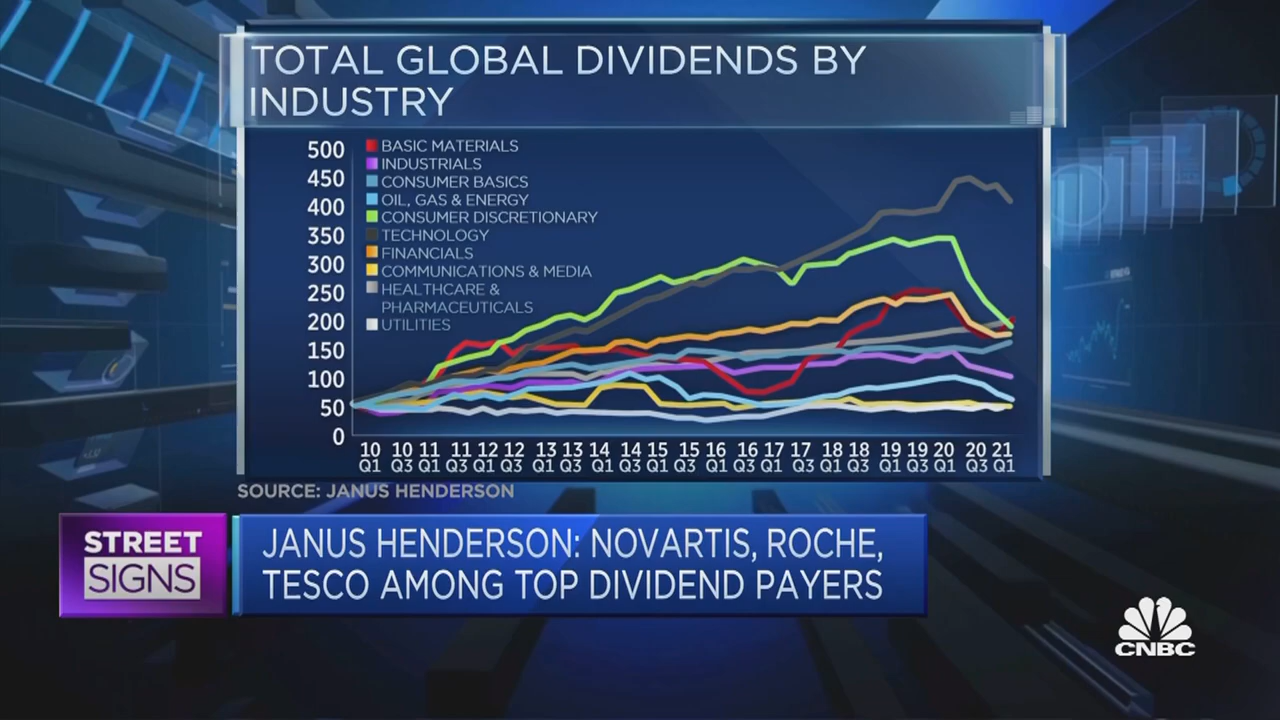 TOTAL GLOBAL DIVIDENDS BY
INDUSTRY
500
450
400
350
300
250
200
150
100
50
0
BASIC MATERIALS
INDUSTRIALS
CONSUMER BASICS
OIL, GAS & ENERGY
CONSUMER DISCRETIONARY
TECHNOLOGY
FINANCIALS
COMMUNICATIONS & MEDIA
HEALTHCARE &
PHARMACEUTICALS
UTILITIES
10 10 11 11 12 12 13 13 14 14 15 15 16 16 17 17 18 18 19 19 20 20 21
Q1 Q3 Q1 Q3 Q1 Q3 Q1 Q3 Q1 Q3 Q1 Q3 Q1 Q3 Q1 Q3 Q1 Q3 Q1 Q3 Q1 Q3 Q1
SOURCE: JANUS HENDERSON
STREET
SIGNS
JANUS HENDERSON: NOVARTIS, ROCHE,
TESCO AMONG TOP DIVIDEND PAYERS
CNBC